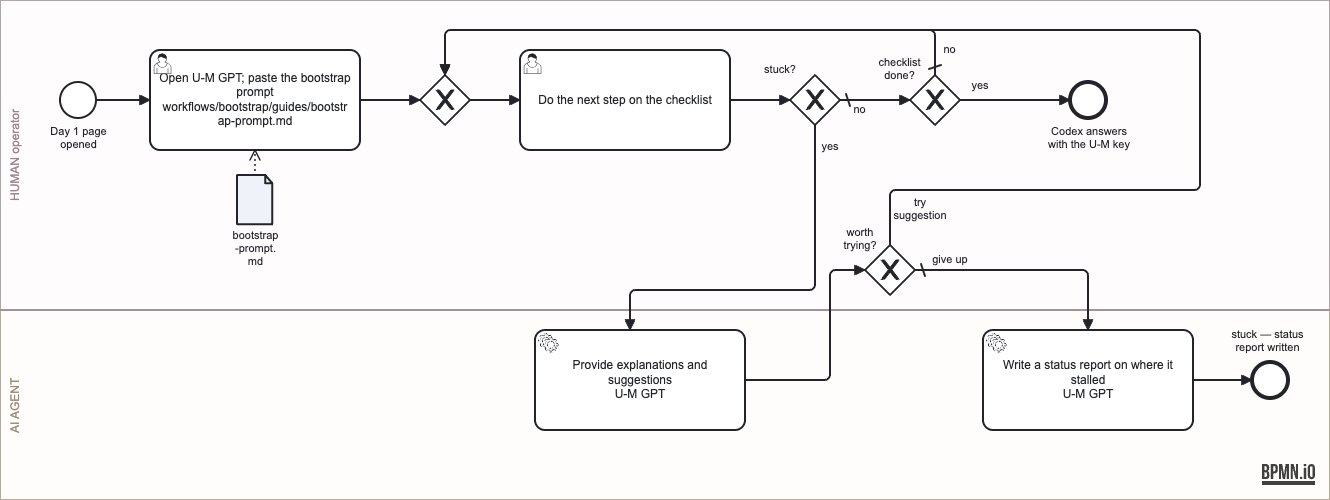 HUMAN operator
Day 1 page
opened
Open U-M GPT; paste the bootstrap
prompt
workflows/bootstrap/guides/bootstr
ap-prompt.md
bootstrap
-prompt.
md
Do the next step on the checklist
stuck?
no
yes
checklist
done?
no
yes
Codex answers
with the U-M key
try
suggestion
worth
trying?
give up
AI AGENT
Provide explanations and
suggestions
U-M GPT
Write a status report on where it
stalled
U-M GPT
stuck — status
report written
BPMN.iO